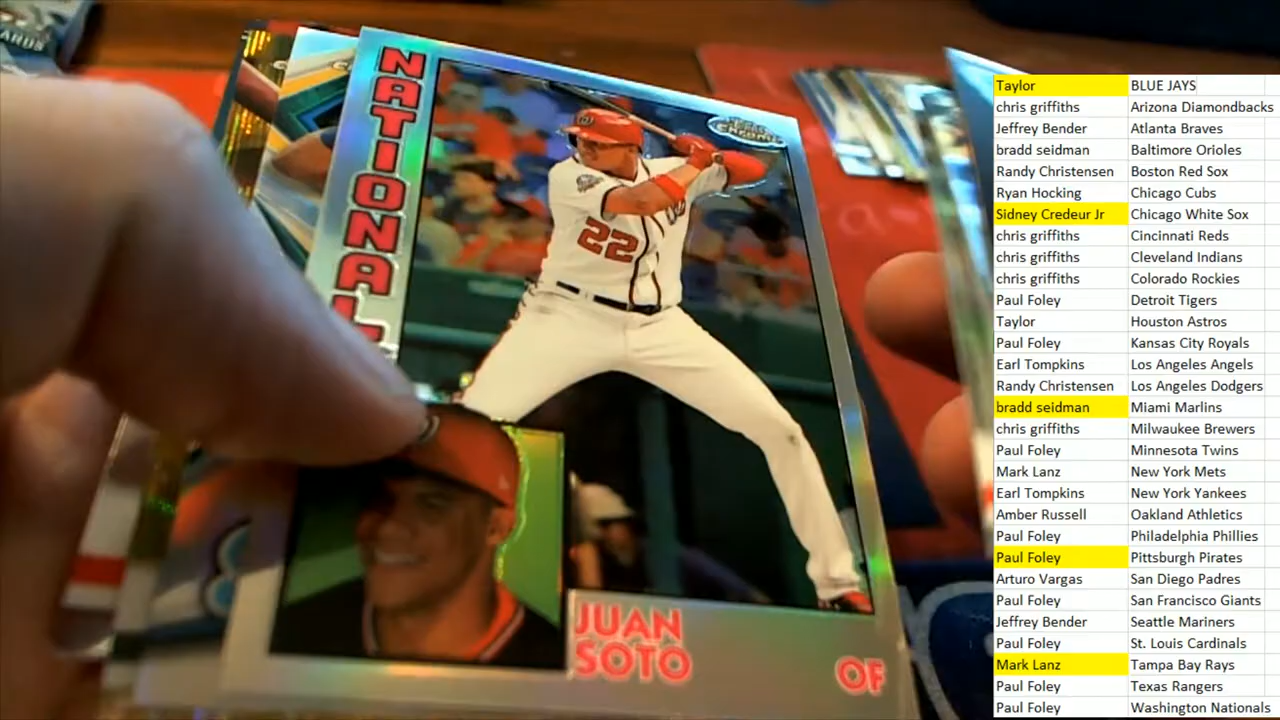 ARDS
NATIONAL
CHROME
22
JUAN
SOTO
OF
Taylor BLUE JAYS
chris griffiths Arizona Diamondbacks
Jeffrey Bender Atlanta Braves
bradd seidman Baltimore Orioles
Randy Christensen Boston Red Sox
Ryan Hocking Chicago Cubs
Sidney Credeur Jr Chicago White Sox
chris griffiths Cincinnati Reds
chris griffiths Cleveland Indians
chris griffiths Colorado Rockies
Paul Foley Detroit Tigers
Taylor Houston Astros
Paul Foley Kansas City Royals
Earl Tompkins Los Angeles Angels
Randy Christensen Los Angeles Dodgers
bradd seidman Miami Marlins
chris griffiths Milwaukee Brewers
Paul Foley Minnesota Twins
Mark Lanz New York Mets
Earl Tompkins New York Yankees
Amber Russell Oakland Athletics
Paul Foley Philadelphia Phillies
Paul Foley Pittsburgh Pirates
Arturo Vargas San Diego Padres
Paul Foley San Francisco Giants
Jeffrey Bender Seattle Mariners
Paul Foley St. Louis Cardinals
Mark Lanz Tampa Bay Rays
Paul Foley Texas Rangers
Paul Foley Washington Nationals